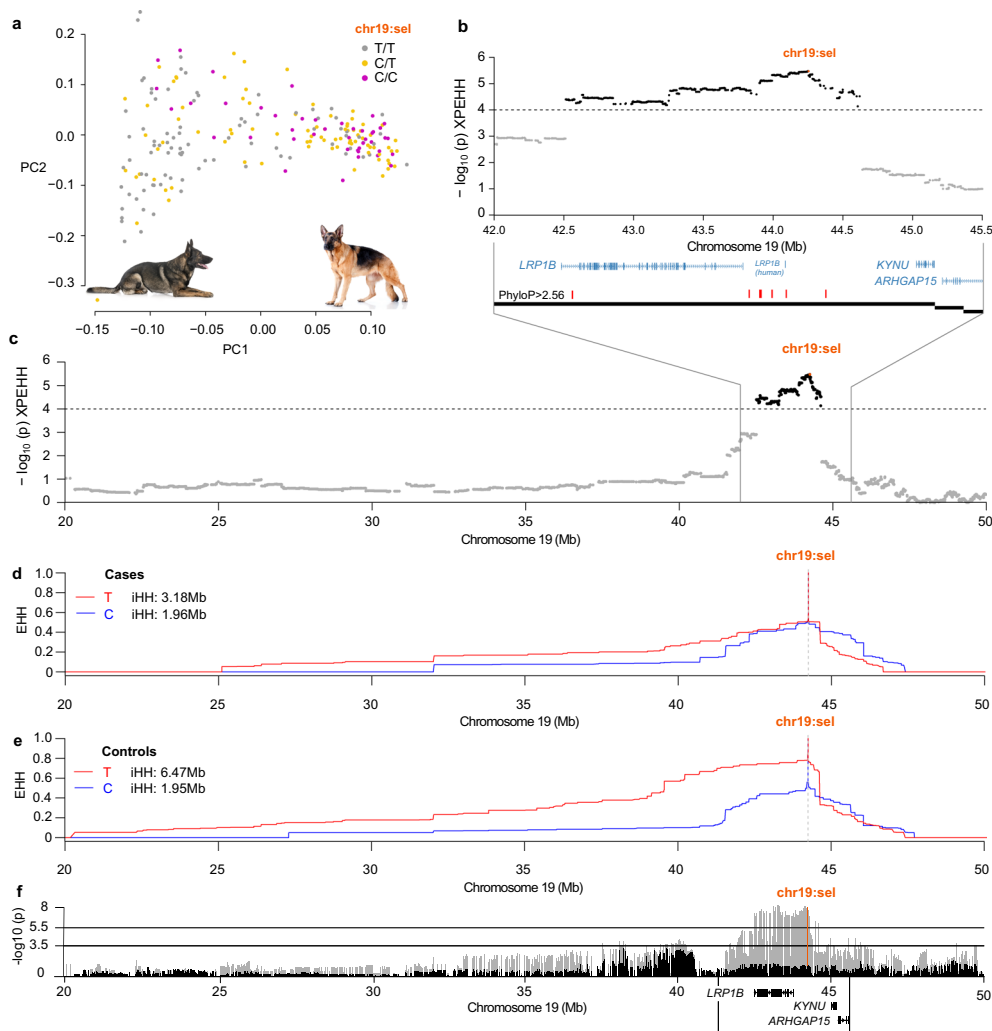 a
chr19:sel
T/T
C/T
C/C
0.2
0.1
0.0
−0.1
−0.2
−0.3
PC2
−0.15
−0.10
−0.05
0.00
0.05
0.10
PC1
b
chr19:sel
− log10 (p) XPEHH
6
5
4
3
2
1
0
42.0
42.5
43.0
43.5
44.0
44.5
45.0
45.5
Chromosome 19 (Mb)
LRP1B
LRP1B
(human)
KYNU
ARHGAP15
PhyloP>2.56
c
chr19:sel
− log10 (p) XPEHH
6
5
4
3
2
1
0
20
25
30
35
40
45
50
Chromosome 19 (Mb)
d
chr19:sel
Cases
T iHH: 3.18Mb
C iHH: 1.96Mb
EHH
1.0
0.8
0.6
0.4
0.2
0
20
25
30
35
40
45
50
Chromosome 19 (Mb)
e
chr19:sel
Controls
T iHH: 6.47Mb
C iHH: 1.95Mb
EHH
1.0
0.8
0.6
0.4
0.2
0
20
25
30
35
40
45
50
Chromosome 19 (Mb)
f
chr19:sel
-log10 (p)
8
5.5
3.5
0
20
25
30
35
40
45
50
Chromosome 19 (Mb)
LRP1B
KYNU
ARHGAP15